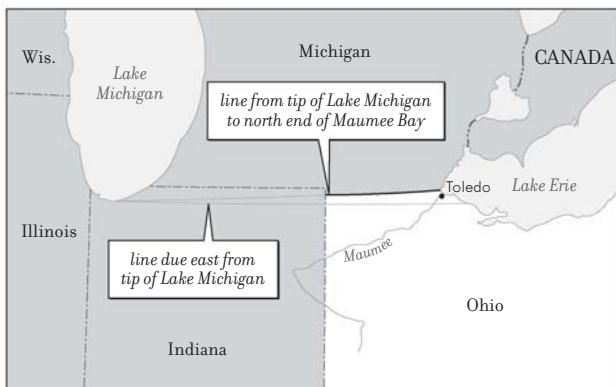 Wis.
Lake
Michigan
Michigan
CANADA
line from tip of Lake Michigan
to north end of Maumee Bay
Toledo
Lake Erie
Illinois
line due east from
tip of Lake Michigan
Maumee
Ohio
Indiana